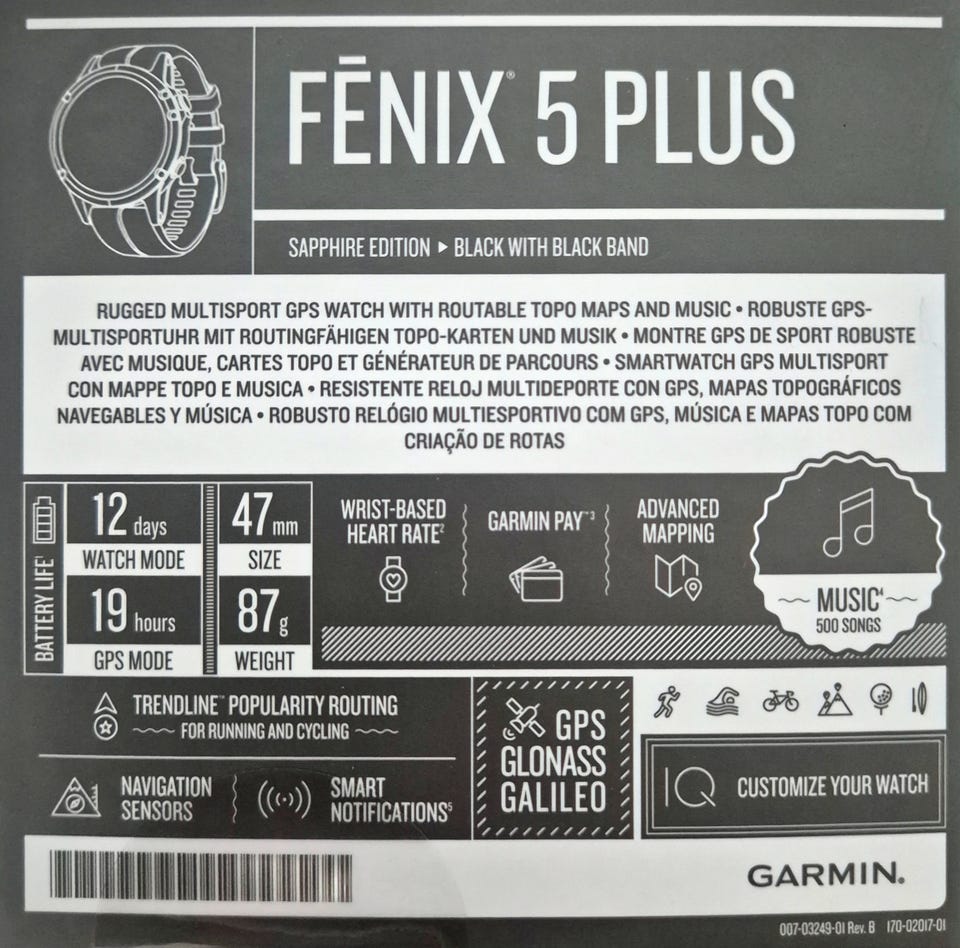 FĒNIX® 5 PLUS
SAPPHIRE EDITION ▸ BLACK WITH BLACK BAND
RUGGED MULTISPORT GPS WATCH WITH ROUTABLE TOPO MAPS AND MUSIC • ROBUSTE GPS-
MULTISPORTUHR MIT ROUTINGFÄHIGEN TOPO-KARTEN UND MUSIK • MONTRE GPS DE SPORT ROBUSTE
AVEC MUSIQUE, CARTES TOPO ET GÉNÉRATEUR DE PARCOURS • SMARTWATCH GPS MULTISPORT
CON MAPPE TOPO E MUSICA • RESISTENTE RELOJ MULTIDEPORTE CON GPS, MAPAS TOPOGRÁFICOS
NAVEGABLES Y MÚSICA • ROBUSTO RELÓGIO MULTIESPORTIVO COM GPS, MÚSICA E MAPAS TOPO COM
CRIAÇÃO DE ROTAS
BATTERY LIFE¹
12 days
WATCH MODE
19 hours
GPS MODE
47mm
SIZE
87g
WEIGHT
WRIST-BASED
HEART RATE²
GARMIN PAY™³
ADVANCED
MAPPING
MUSIC⁴
500 SONGS
TRENDLINE™ POPULARITY ROUTING
FOR RUNNING AND CYCLING
NAVIGATION
SENSORS
SMART
NOTIFICATIONS⁵
GPS
GLONASS
GALILEO
IQ
CUSTOMIZE YOUR WATCH
GARMIN®
007-03249-01 Rev. B 170-02017-01